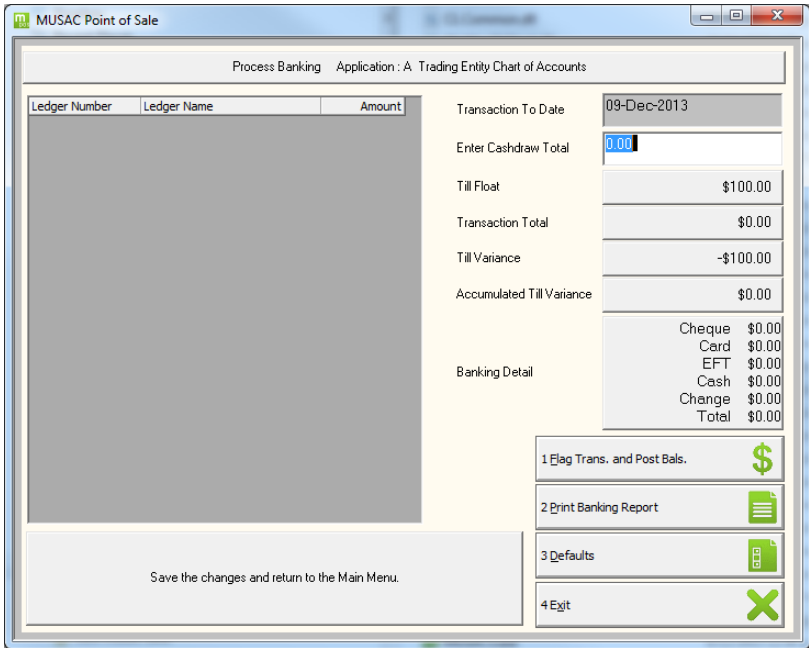 MUSAC Point of Sale
Process Banking Application : A Trading Entity Chart of Accounts
Ledger Number Ledger Name Amount
Transaction To Date 09-Dec-2013
Enter Cashdraw Total 0.00
Till Float $100.00
Transaction Total $0.00
Till Variance -$100.00
Accumulated Till Variance $0.00
Banking Detail
Cheque $0.00
Card $0.00
EFT $0.00
Cash $0.00
Change $0.00
Total $0.00
1 Flag Trans. and Post Bals.
2 Print Banking Report
3 Defaults
4 Exit
Save the changes and return to the Main Menu.